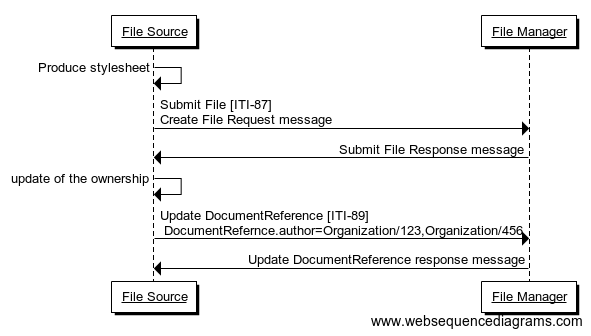 File Source
File Manager
Produce stylesheet
Submit File [ITI-87]
Create File Request message
Submit File Response message
update of the ownership
Update DocumentReference [ITI-89]
DocumentRefernce.author=Organization/123,Organization/456
Update DocumentReference response message
File Source
File Manager
www.websequencediagrams.com